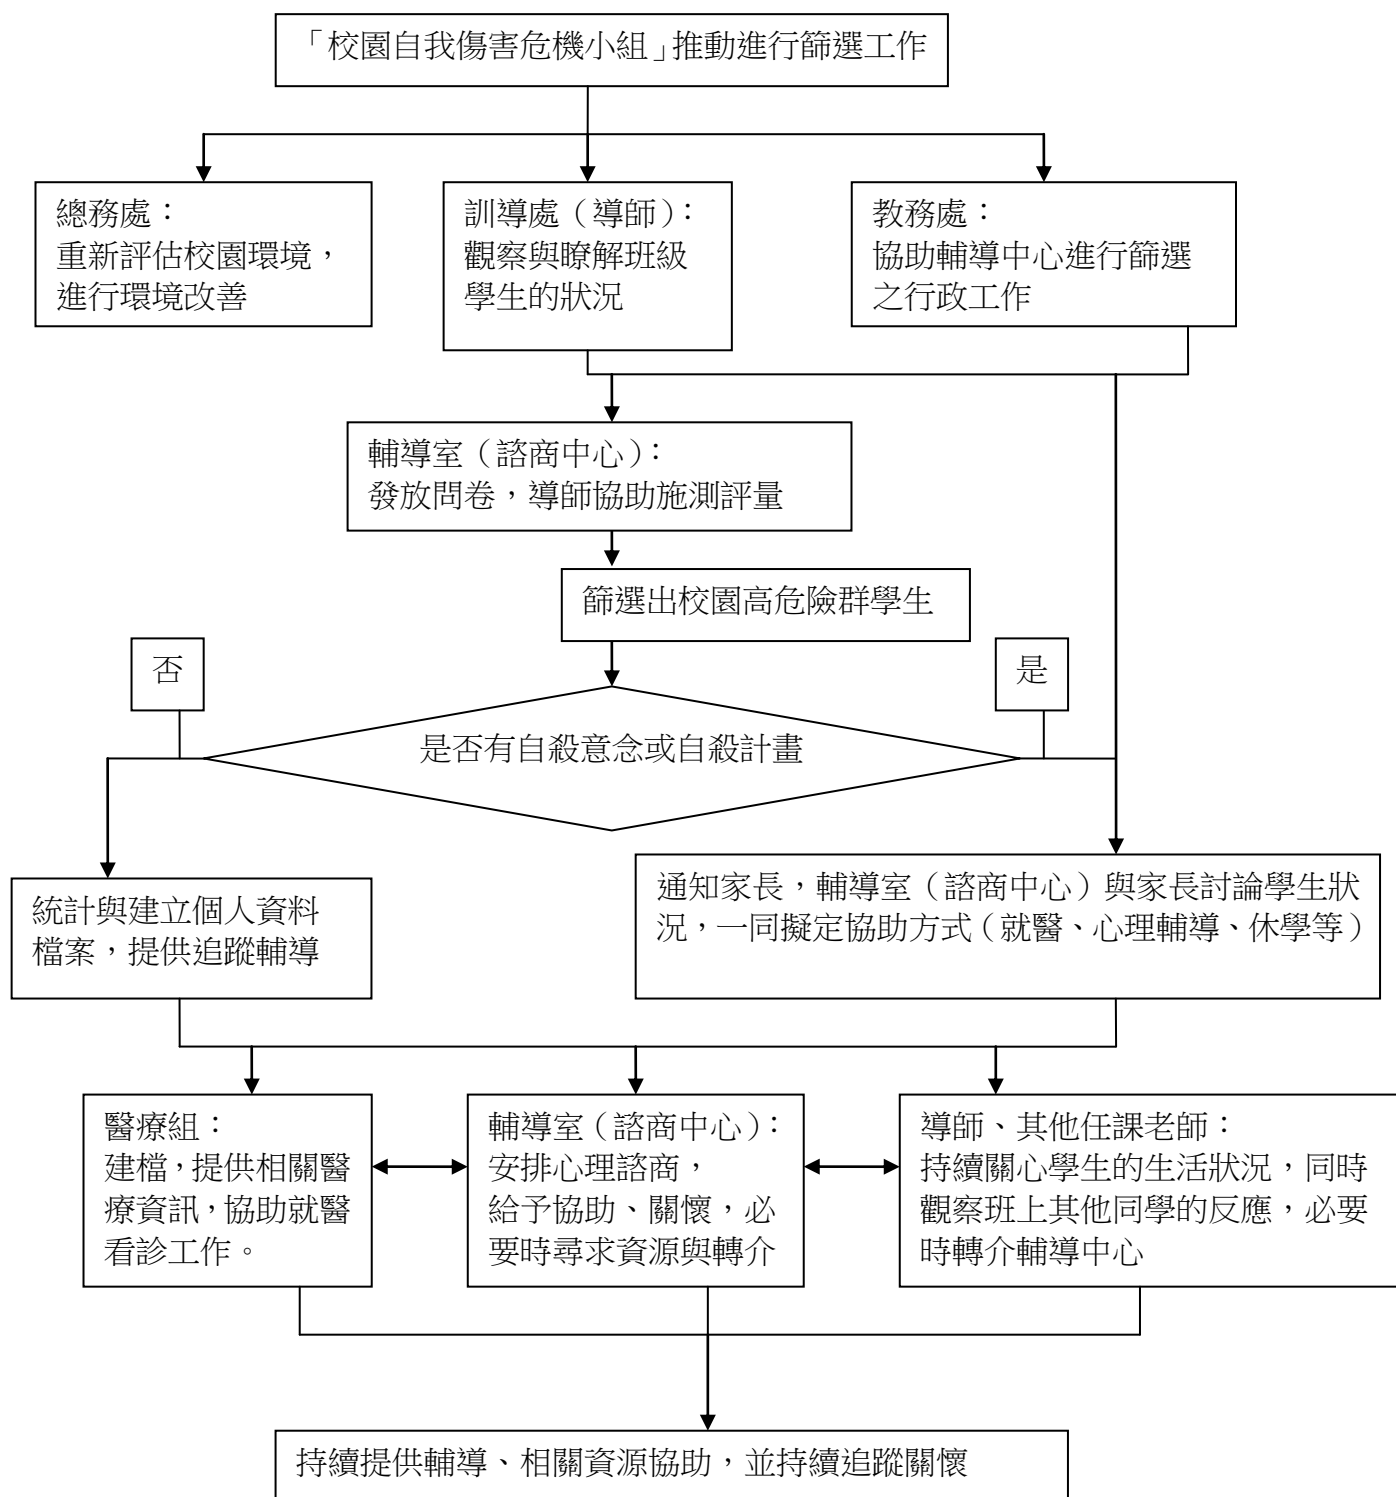 「校園自我傷害危機小組」推動進行篩選工作
總務處：
重新評估校園環境，
進行環境改善
訓導處（導師）：
觀察與瞭解班級
學生的狀況
教務處：
協助輔導中心進行篩選
之行政工作
輔導室（諮商中心）：
發放問卷，導師協助施測評量
篩選出校園高危險群學生
否
是
是否有自殺意念或自殺計畫
統計與建立個人資料
檔案，提供追蹤輔導
通知家長，輔導室（諮商中心）與家長討論學生狀
況，一同擬定協助方式（就醫、心理輔導、休學等）
醫療組：
建檔，提供相關醫
療資訊，協助就醫
看診工作。
輔導室（諮商中心）：
安排心理諮商，
給予協助、關懷，必
要時尋求資源與轉介
導師、其他任課老師：
持續關心學生的生活狀況，同時
觀察班上其他同學的反應，必要
時轉介輔導中心
持續提供輔導、相關資源協助，並持續追蹤關懷